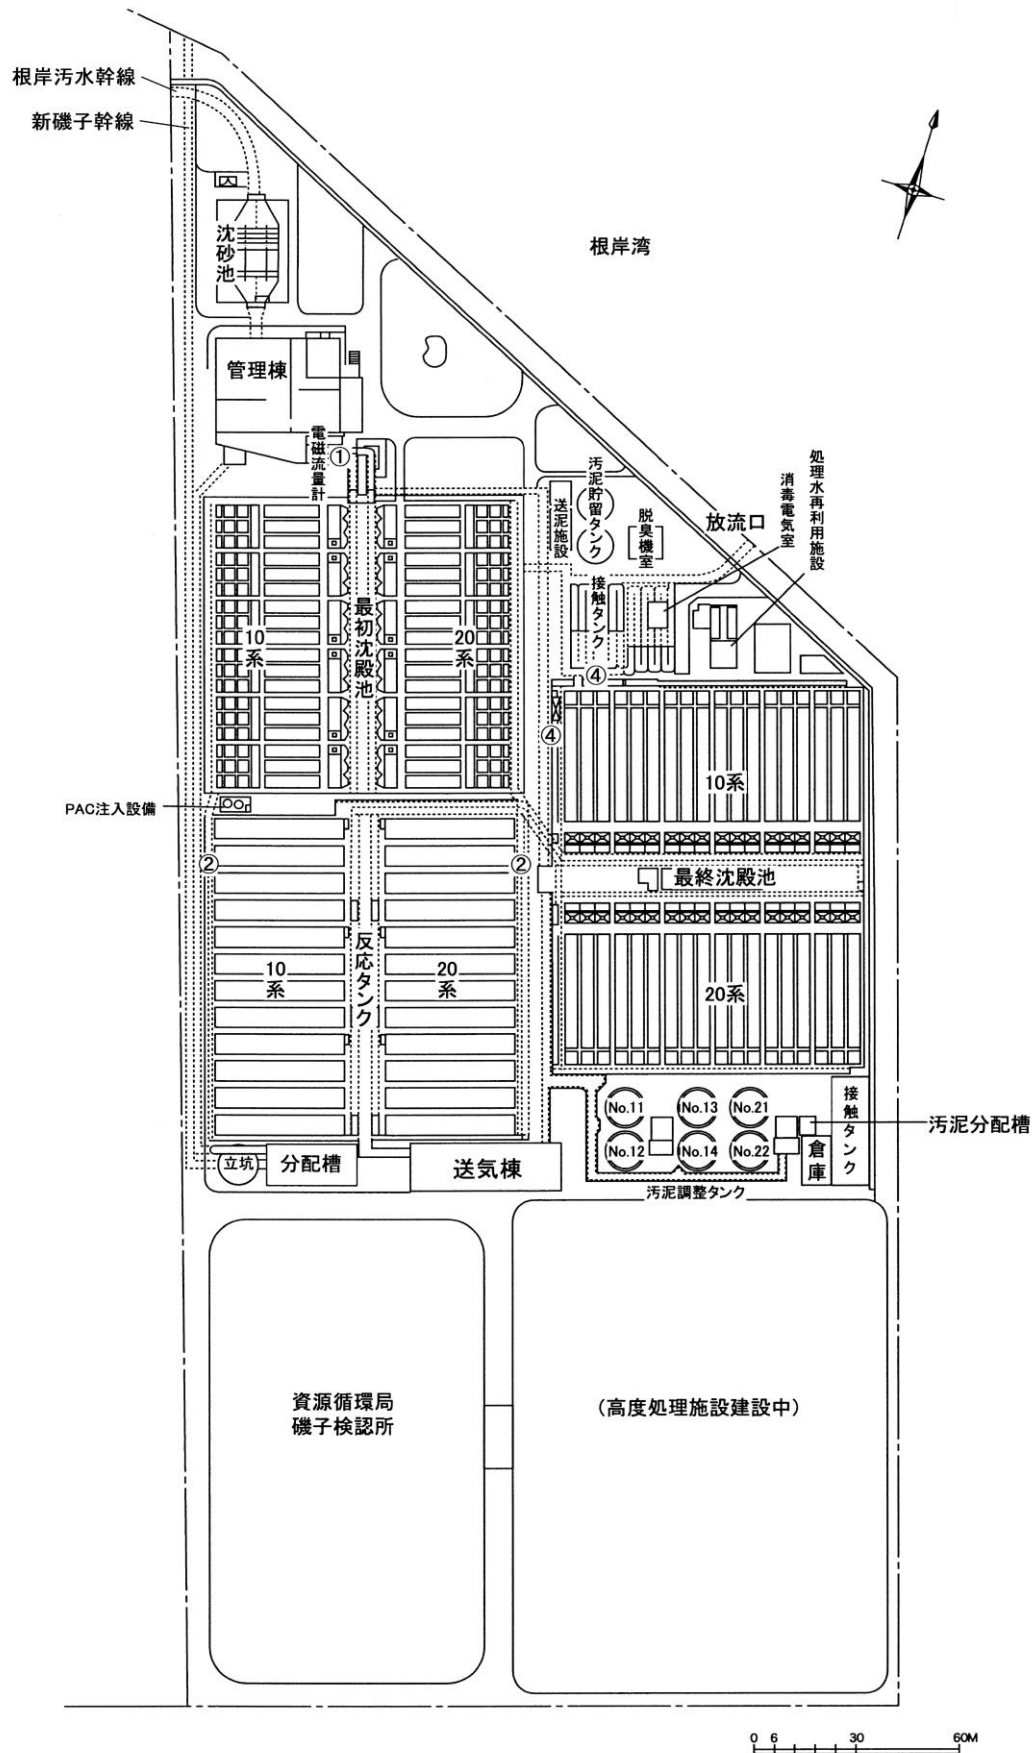 根岸汚水幹線
新磯子幹線
根岸湾
沈砂池
管理棟
電磁流量計
①
汚泥貯留タンク
送泥施設
脱臭機室
放流口
消毒電気室
処理水再利用施設
接触タンク
④
④
10系
最初沈殿池
20系
10系
PAC注入設備
②
②
最終沈殿池
10系
反応タンク
20系
20系
No.11
No.13
No.21
No.12
No.14
No.22
接触タンク
汚泥分配槽
倉庫
立坑
分配槽
送気棟
汚泥調整タンク
資源循環局
磯子検認所
(高度処理施設建設中)
0 6 30 60M